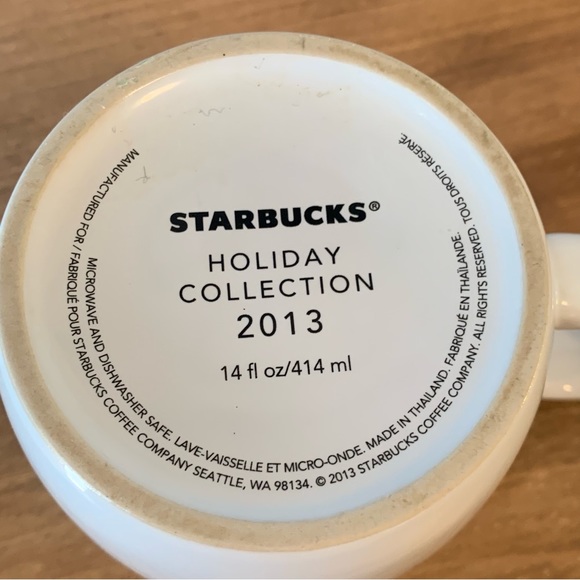 STARBUCKS®
HOLIDAY
COLLECTION
2013
14 fl oz/414 ml
MICROWAVE AND DISHWASHER SAFE. LAVE-VAISSELLE ET MICRO-ONDE. MADE IN THAILAND. FABRIQUÉ EN THAÏLANDE.
MANUFACTURED FOR / FABRIQUÉ POUR STARBUCKS COFFEE COMPANY SEATTLE, WA 98134. © 2013 STARBUCKS COFFEE COMPANY. ALL RIGHTS RESERVED. TOUS DROITS RÉSERVÉ.